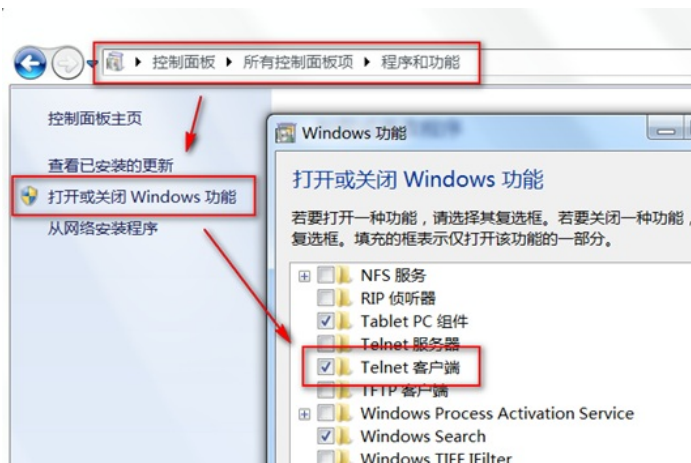 控制面板 ▸ 所有控制面板项 ▸ 程序和功能
控制面板主页
查看已安装的更新
打开或关闭 Windows 功能
从网络安装程序
Windows 功能
打开或关闭 Windows 功能
若要打开一种功能，请选择其复选框。若要关闭一种功能，
复选框。填充的框表示仅打开该功能的一部分。
NFS 服务
RIP 侦听器
Tablet PC 组件
Telnet 服务器
Telnet 客户端
TFTP 客户端
Windows Process Activation Service
Windows Search
Windows TIFF IFilter